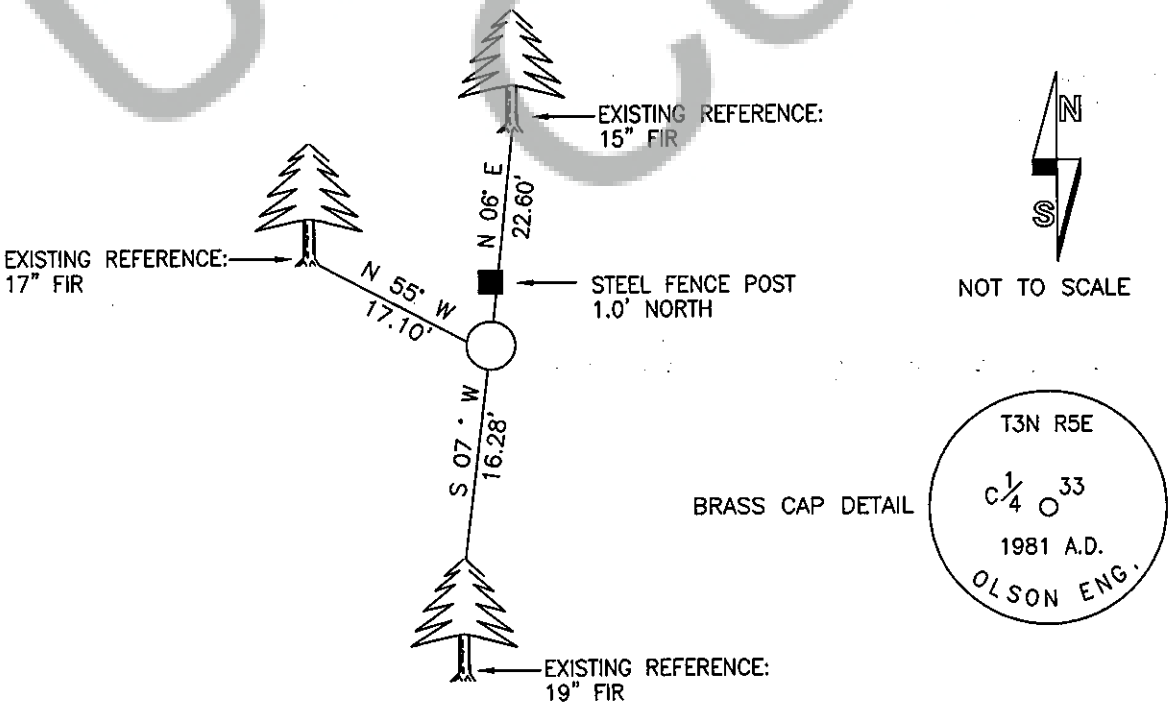 EXISTING REFERENCE:
15" FIR
N
S
NOT TO SCALE
N 06° E
22.60'
EXISTING REFERENCE:
17" FIR
N 55° W
17.10'
STEEL FENCE POST
1.0' NORTH
S 07 ° W
16.28'
BRASS CAP DETAIL
T3N R5E
C 1/4 33
1981 A.D.
OLSON ENG.
EXISTING REFERENCE:
19" FIR